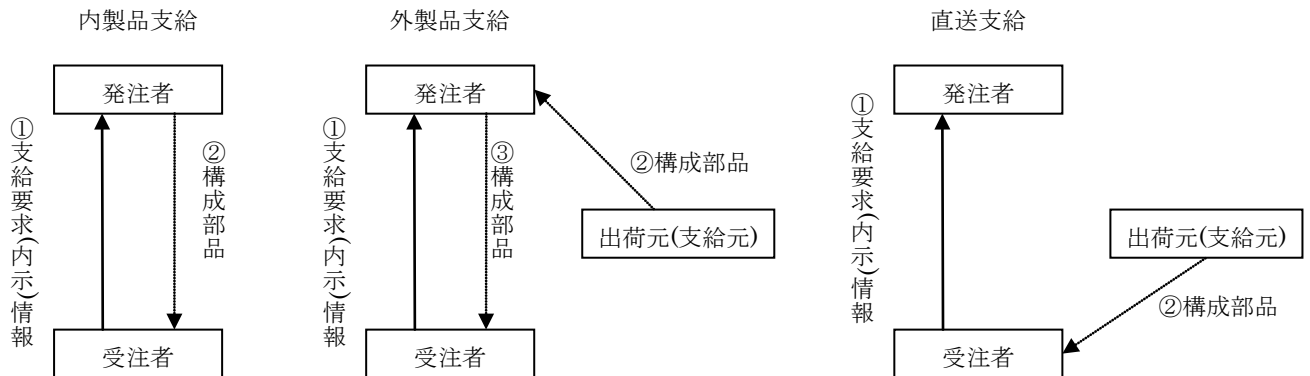 内製品支給
発注者
①支給要求(内示)情報
②構成部品
受注者
外製品支給
発注者
①支給要求(内示)情報
③構成部品
②構成部品
出荷元(支給元)
受注者
直送支給
発注者
①支給要求(内示)情報
出荷元(支給元)
②構成部品
受注者